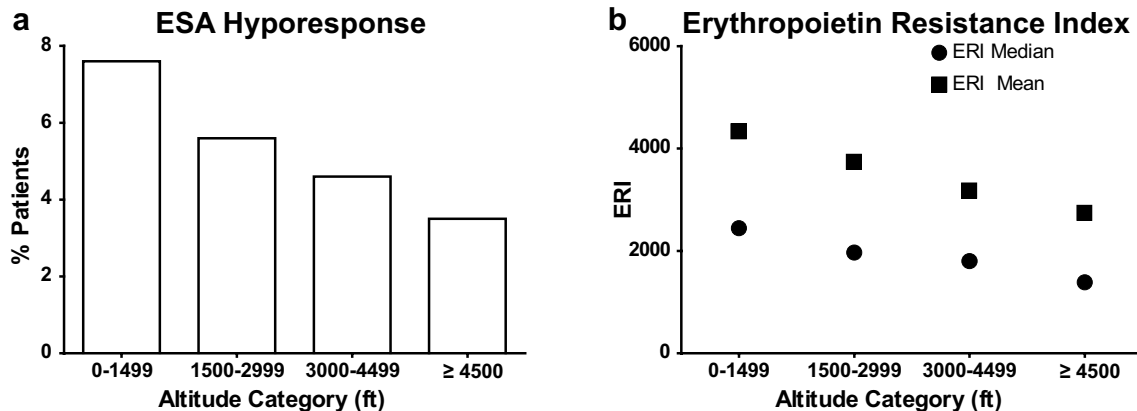 a
ESA Hyporesponse
8
6
4
2
0
% Patients
0-1499
1500-2999
3000-4499
≥ 4500
Altitude Category (ft)
b
Erythropoietin Resistance Index
6000
4000
2000
0
ERI
ERI Median
ERI Mean
0-1499
1500-2999
3000-4499
≥ 4500
Altitude Category (ft)